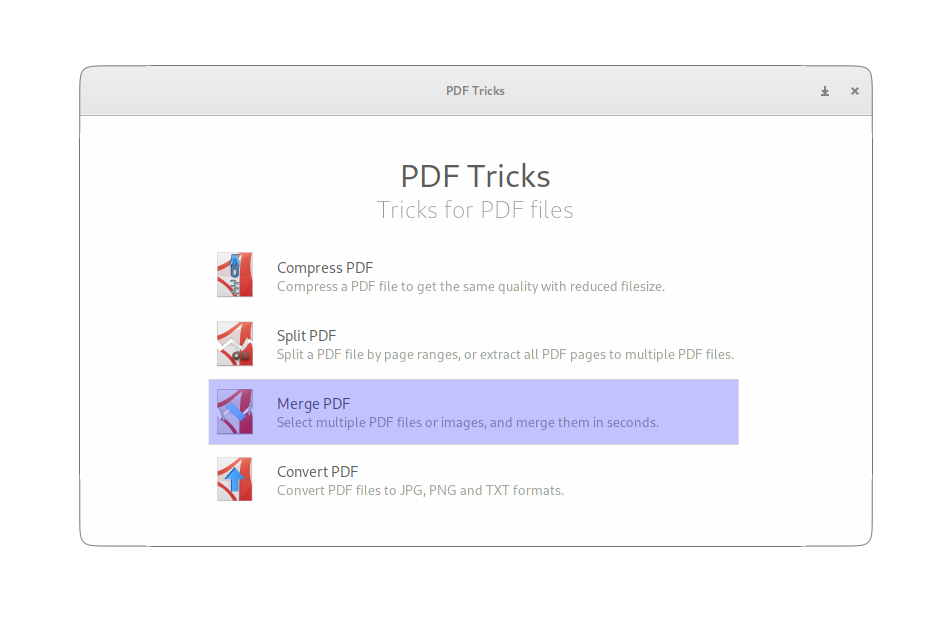 PDF Tricks
PDF Tricks
Tricks for PDF files
Compress PDF
Compress a PDF file to get the same quality with reduced filesize.
Split PDF
Split a PDF file by page ranges, or extract all PDF pages to multiple PDF files.
Merge PDF
Select multiple PDF files or images, and merge them in seconds.
Convert PDF
Convert PDF files to JPG, PNG and TXT formats.